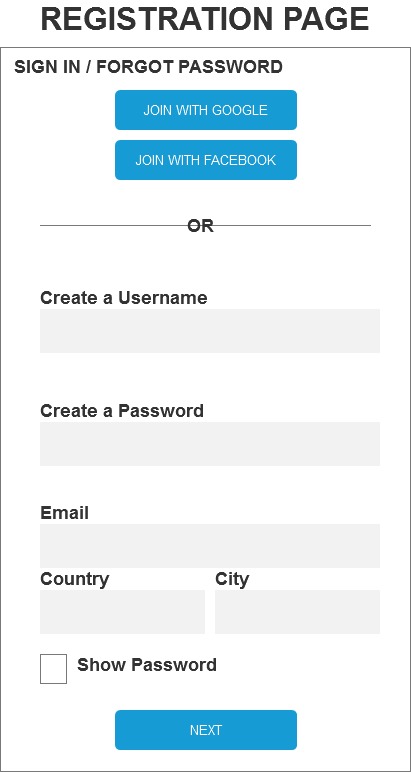 REGISTRATION PAGE
SIGN IN / FORGOT PASSWORD
JOIN WITH GOOGLE
JOIN WITH FACEBOOK
OR
Create a Username
Create a Password
Email
Country City
Show Password
NEXT